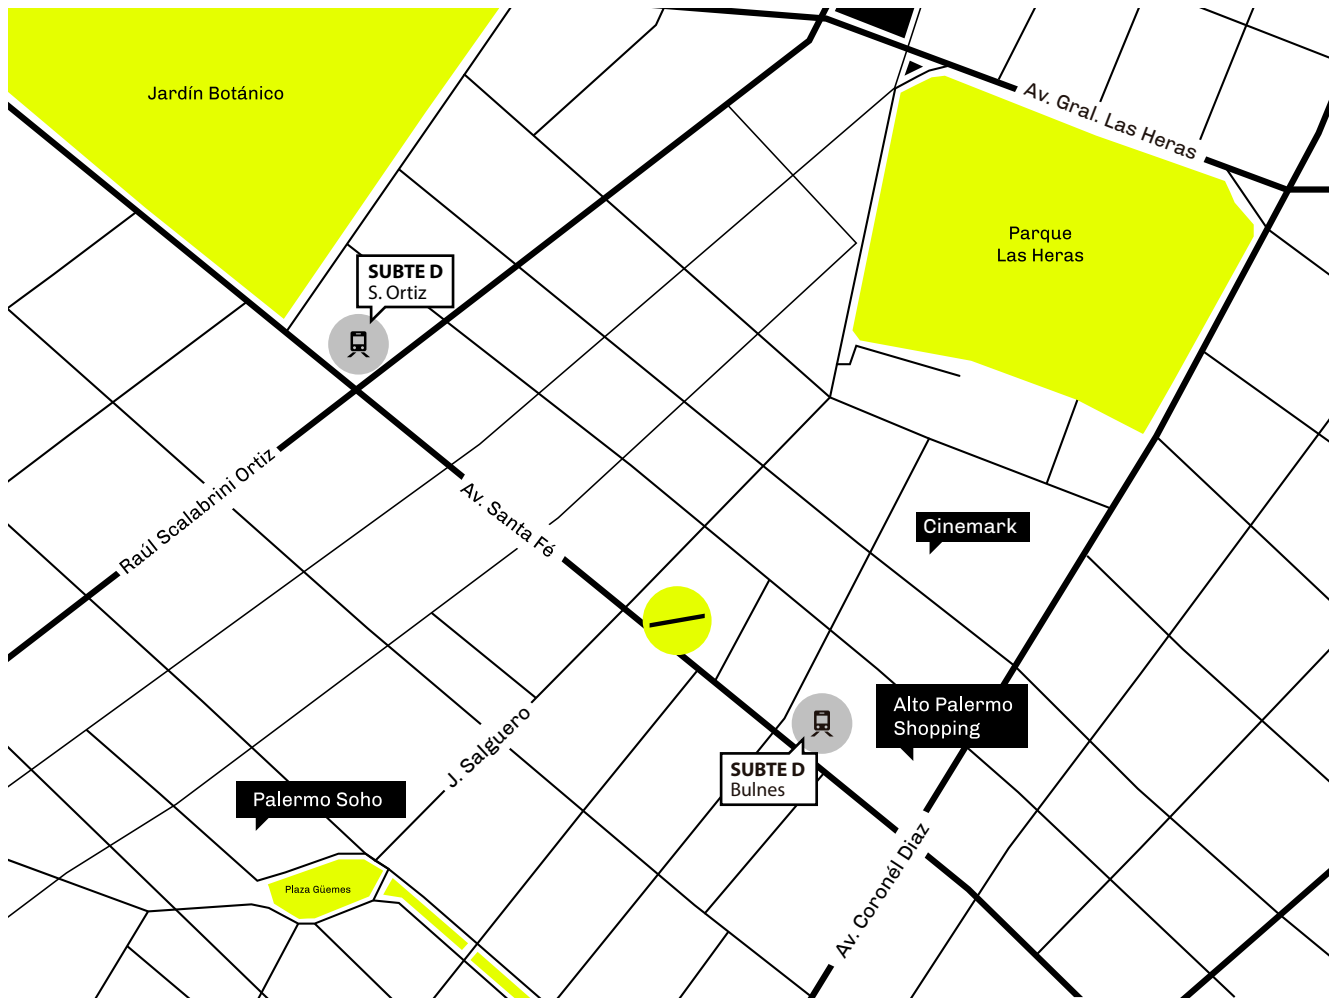 Jardín Botánico
Av. Gral. Las Heras
Parque
Las Heras
SUBTE D
S. Ortiz
Raúl Scalabrini Ortiz
Av. Santa Fé
Cinemark
Alto Palermo
Shopping
J. Salguero
SUBTE D
Bulnes
Palermo Soho
Av. Coronél Diaz
Plaza Güemes